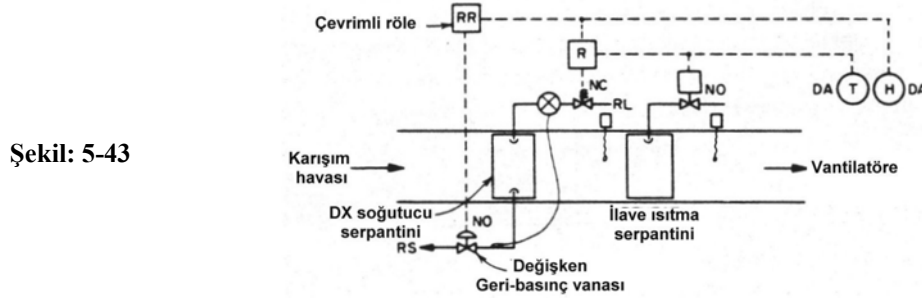 Çevrimli röle
RR
R
NC
NO
DA T H DA
RL
Şekil: 5-43
Karışım
havası
Vantilatöre
DX soğutucu
serpantini
İlave ısıtma
serpantini
NO
RS
Değişken
Geri-basınç vanası